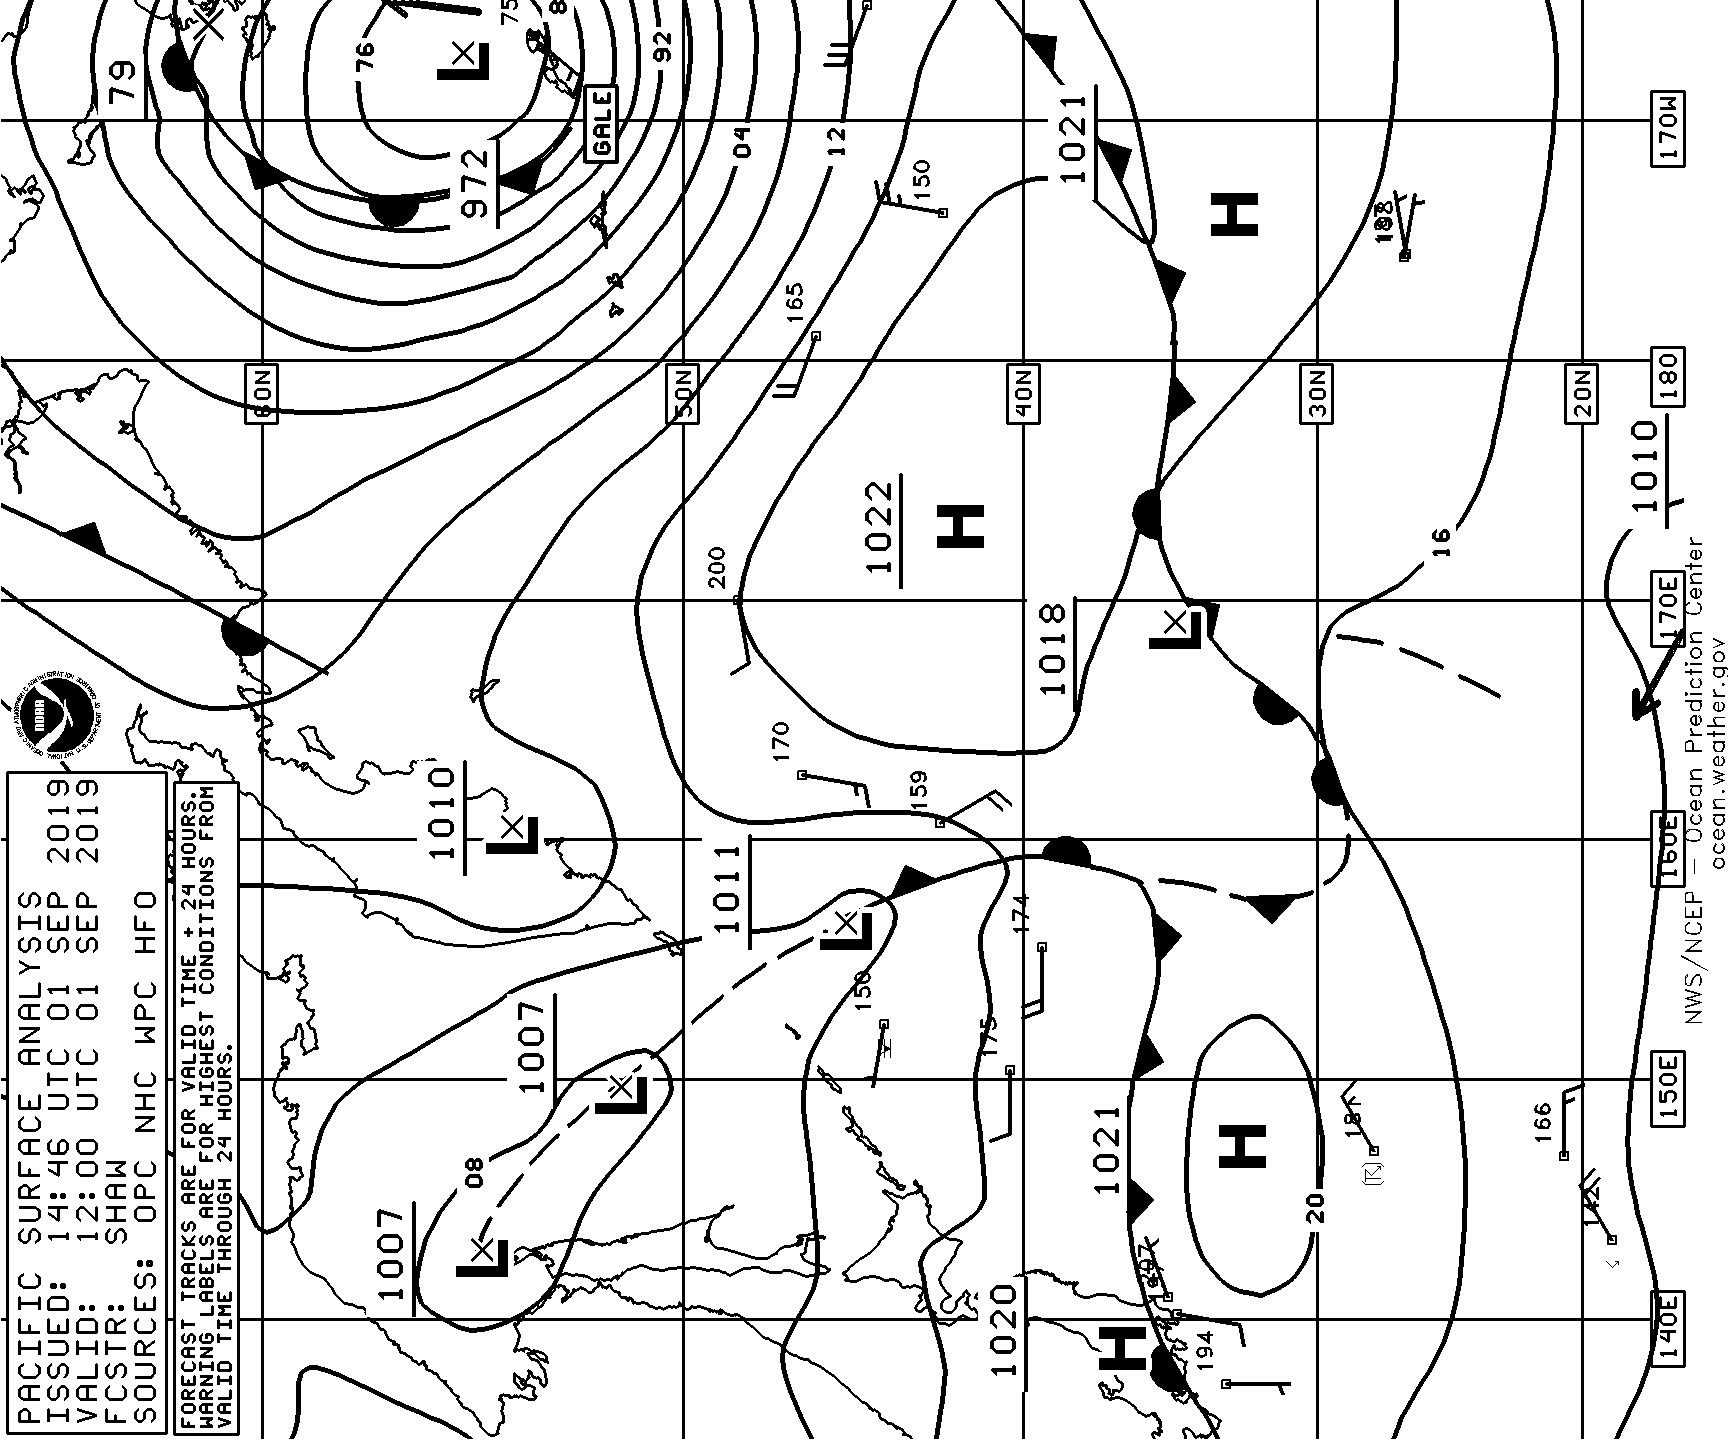 PACIFIC SURFACE ANALYSIS
ISSUED: 14:46 UTC 01 SEP 2019
VALID: 12:00 UTC 01 SEP 2019
FCSTR: SHAW
SOURCES: OPC NHC WPC HFO
FORECAST TRACKS ARE FOR VALID TIME + 24 HOURS.
WARNING LABELS ARE FOR HIGHEST CONDITIONS FROM
VALID TIME THROUGH 24 HOURS.
NOAA
1007
L
08
1007
L
1010
L
1011
L
150
159
170
174
175
1020
H
194
1021
H
20
181
166
1018
L
200
1022
H
16
1010
165
150
12
04
92
GALE
972
L
76
79
75
1021
H
60N
50N
40N
30N
20N
140E
150E
160E
170E
180
170W
NWS/NCEP – Ocean Prediction Center
ocean.weather.gov